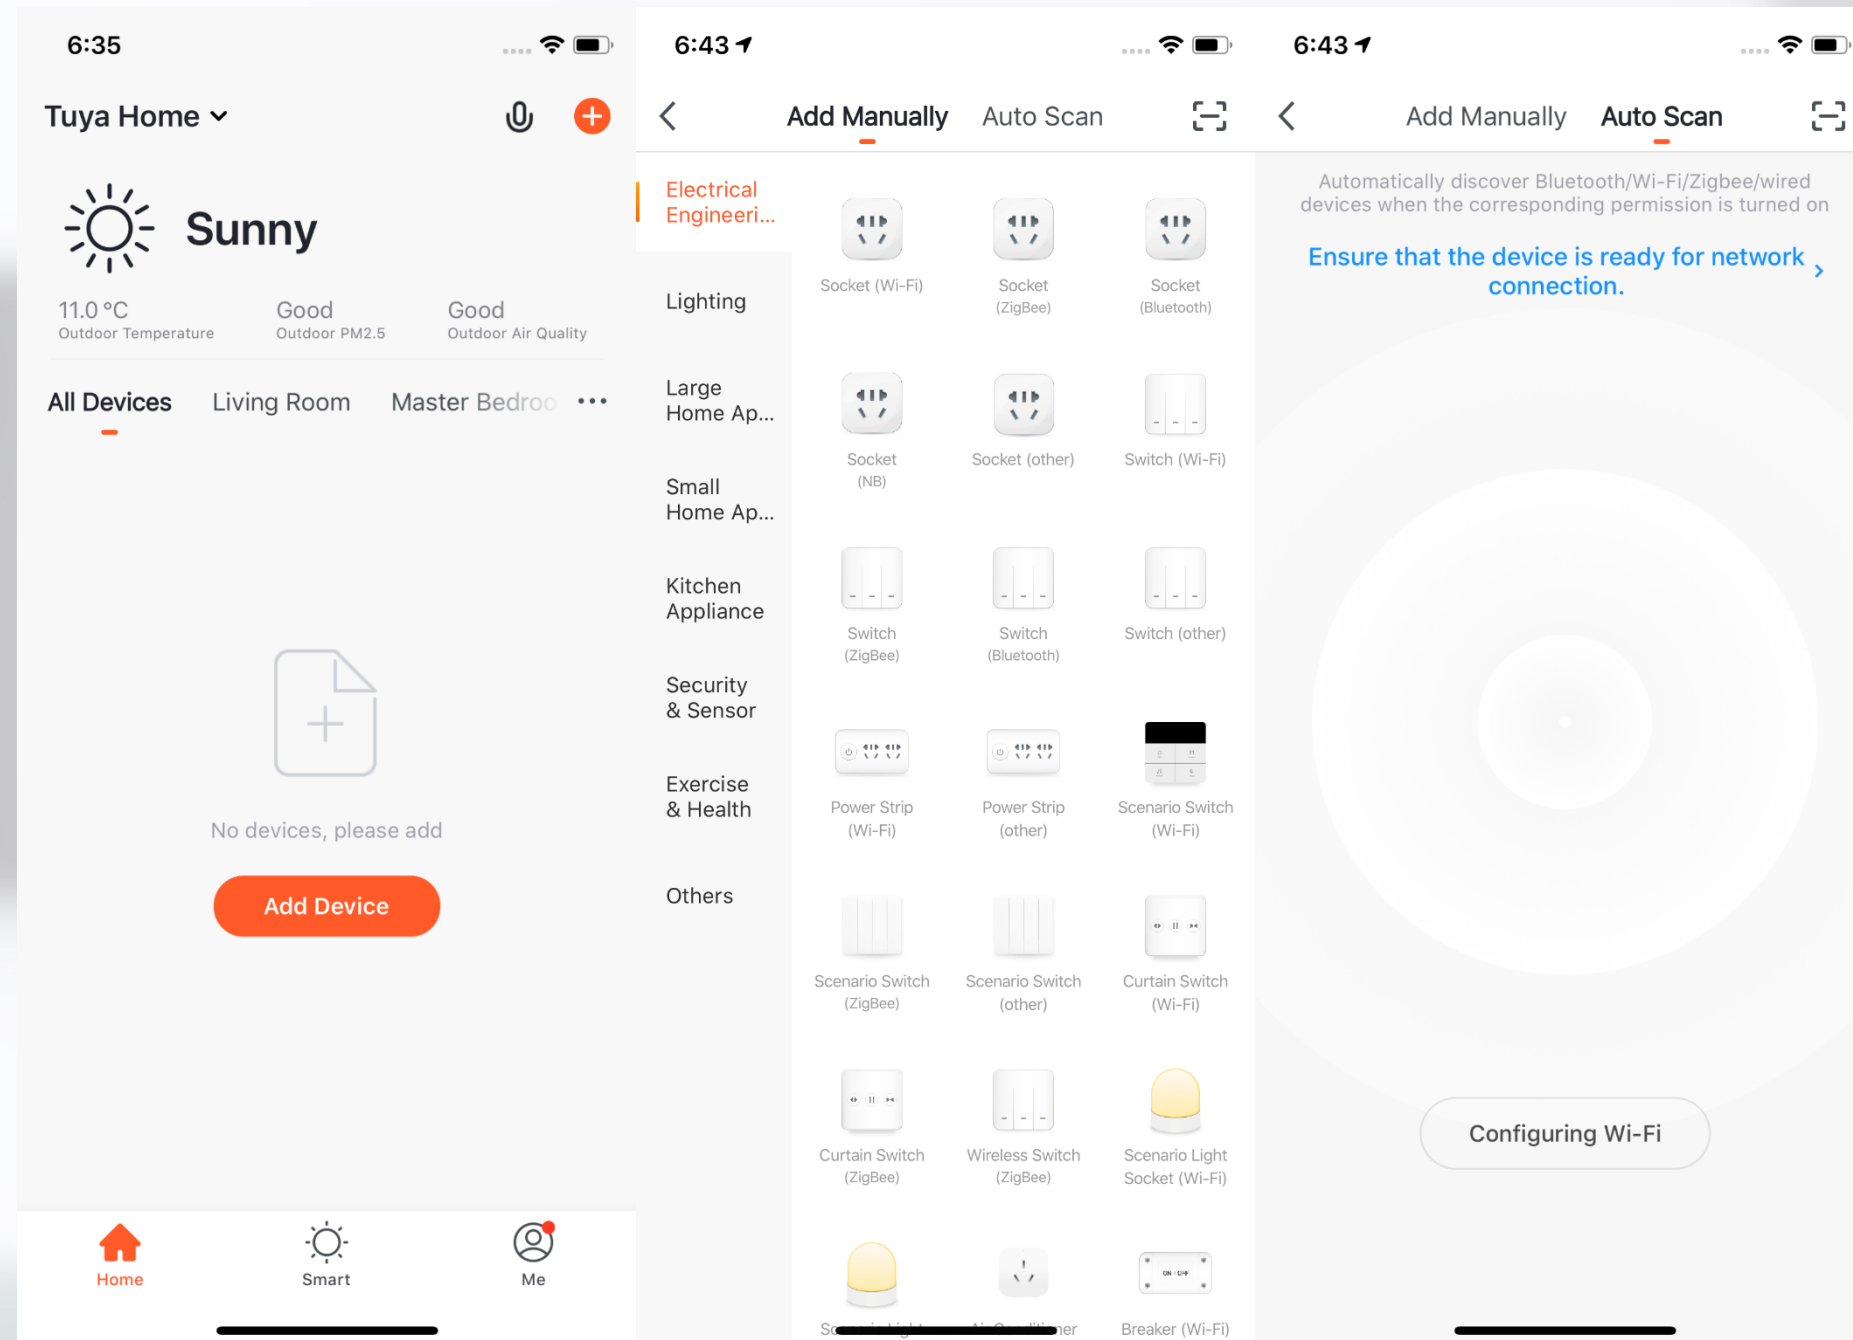 6:35
Tuya Home
Sunny
11.0 °C
Outdoor Temperature
Good
Outdoor PM2.5
Good
Outdoor Air Quality
All Devices
Living Room
Master Bedroo
No devices, please add
Add Device
Home
Smart
Me
6:43
Add Manually
Auto Scan
Electrical
Engineeri...
Lighting
Large
Home Ap...
Small
Home Ap...
Kitchen
Appliance
Security
& Sensor
Exercise
& Health
Others
Socket (Wi-Fi)
Socket
(ZigBee)
Socket
(Bluetooth)
Socket
(NB)
Socket (other)
Switch (Wi-Fi)
Switch
(ZigBee)
Switch
(Bluetooth)
Switch (other)
Power Strip
(Wi-Fi)
Power Strip
(other)
Scenario Switch
(Wi-Fi)
Scenario Switch
(ZigBee)
Scenario Switch
(other)
Curtain Switch
(Wi-Fi)
Curtain Switch
(ZigBee)
Wireless Switch
(ZigBee)
Scenario Light
Socket (Wi-Fi)
Scenario Light
Air Conditioner
ON OFF
Breaker (Wi-Fi)
6:43
Add Manually
Auto Scan
Automatically discover Bluetooth/Wi-Fi/Zigbee/wired
devices when the corresponding permission is turned on
Ensure that the device is ready for network
connection.
Configuring Wi-Fi